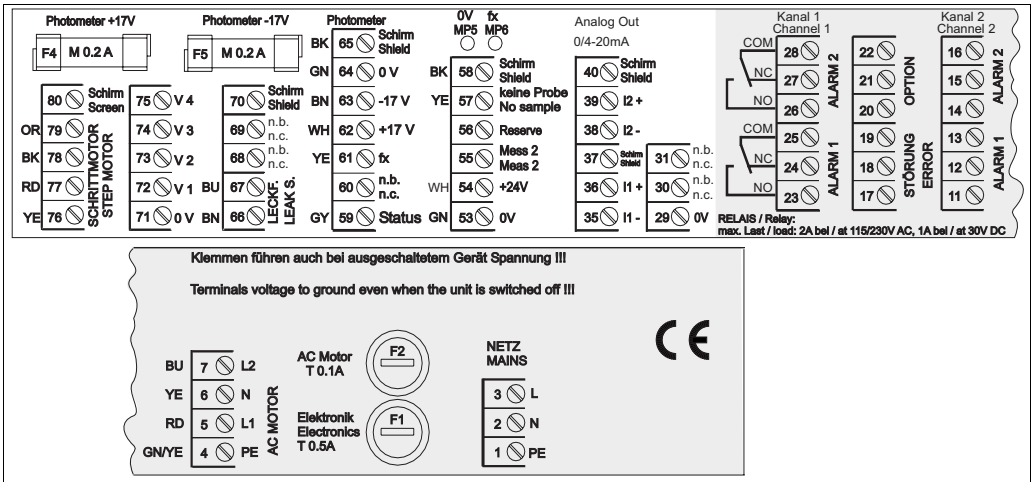 Photometer +17V
F4 M 0.2 A
Photometer -17V
F5 M 0.2 A
80 Schirm Screen
OR 79
BK 78
RD 77
YE 76
SCHRITTMOTOR
STEP MOTOR
75 V 4
74 V 3
73 V 2
72 V 1
71 0 V
70 Schirm Shield
69 n.b. n.c.
68 n.b. n.c.
BU 67
BN 66
LECKF.
LEAK S.
Photometer
BK 65 Schirm Shield
GN 64 0 V
BN 63 -17 V
WH 62 +17 V
YE 61 fx
60 n.b. n.c.
GY 59 Status
0V fx
MP5 MP6
BK 58 Schirm Shield
YE 57 keine Probe No sample
56 Reserve
55 Mess 2 Meas 2
WH 54 +24V
GN 53 0V
Analog Out
0/4-20mA
40 Schirm Shield
39 I2 +
38 I2 -
37 Schirm Shield
36 I1 +
35 I1 -
31 n.b. n.c.
30 n.b. n.c.
29 0V
Kanal 1
Channel 1
COM 28
NC 27
NO 26
ALARM 2
COM 25
NC 24
NO 23
ALARM 1
22
21
20
OPTION
19
18
17
STÖRUNG
ERROR
Kanal 2
Channel 2
16
15
14
ALARM 2
13
12
11
ALARM 1
RELAIS / Relay:
max. Last / load: 2A bei / at 115/230V AC, 1A bei / at 30V DC
Klemmen führen auch bei ausgeschaltetem Gerät Spannung !!!
Terminals voltage to ground even when the unit is switched off !!!
BU 7 L2
YE 6 N
RD 5 L1
GN/YE 4 PE
AC MOTOR
AC Motor
T 0.1A
F2
Elektronik
Electronics
T 0.5A
F1
NETZ
MAINS
3 L
2 N
1 PE
CE